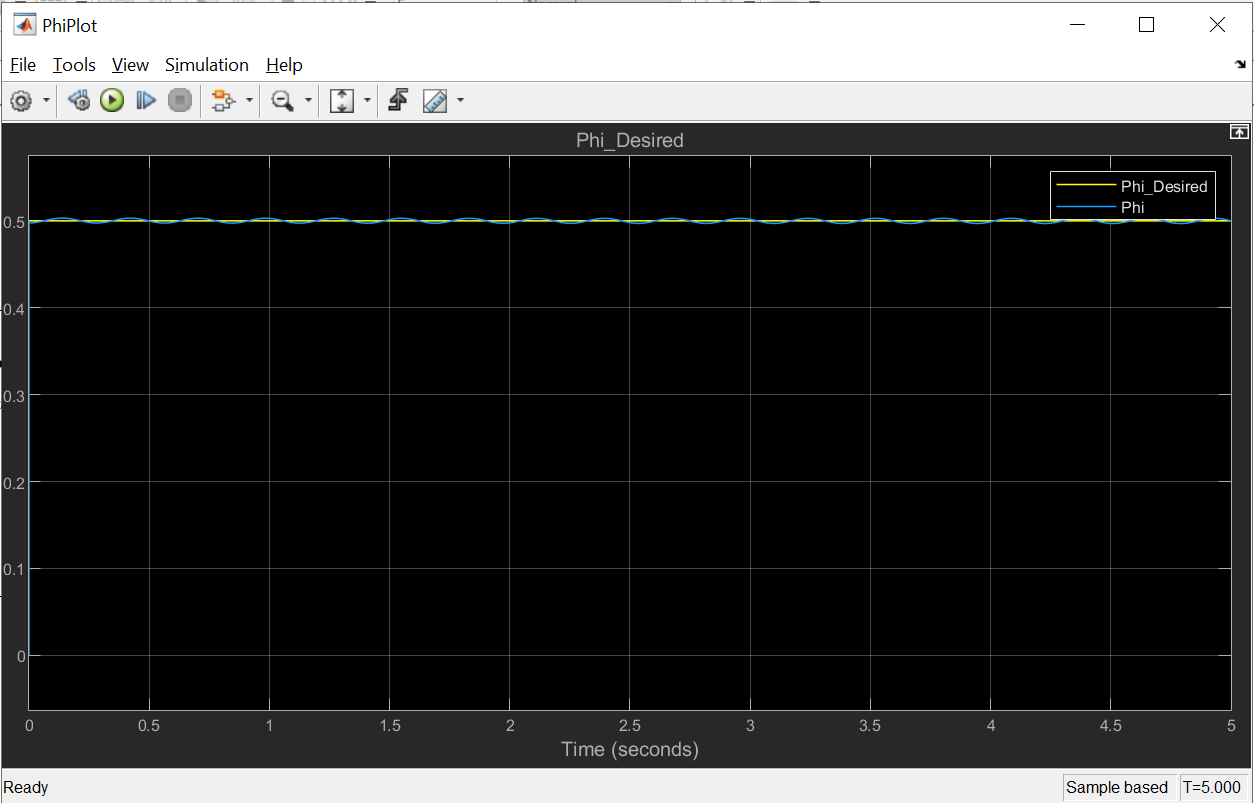 PhiPlot
File Tools View Simulation Help
Phi_Desired
Phi_Desired
Phi
0.5
0.4
0.3
0.2
0.1
0
0 0.5 1 1.5 2 2.5 3 3.5 4 4.5 5
Time (seconds)
Ready Sample based T=5.000